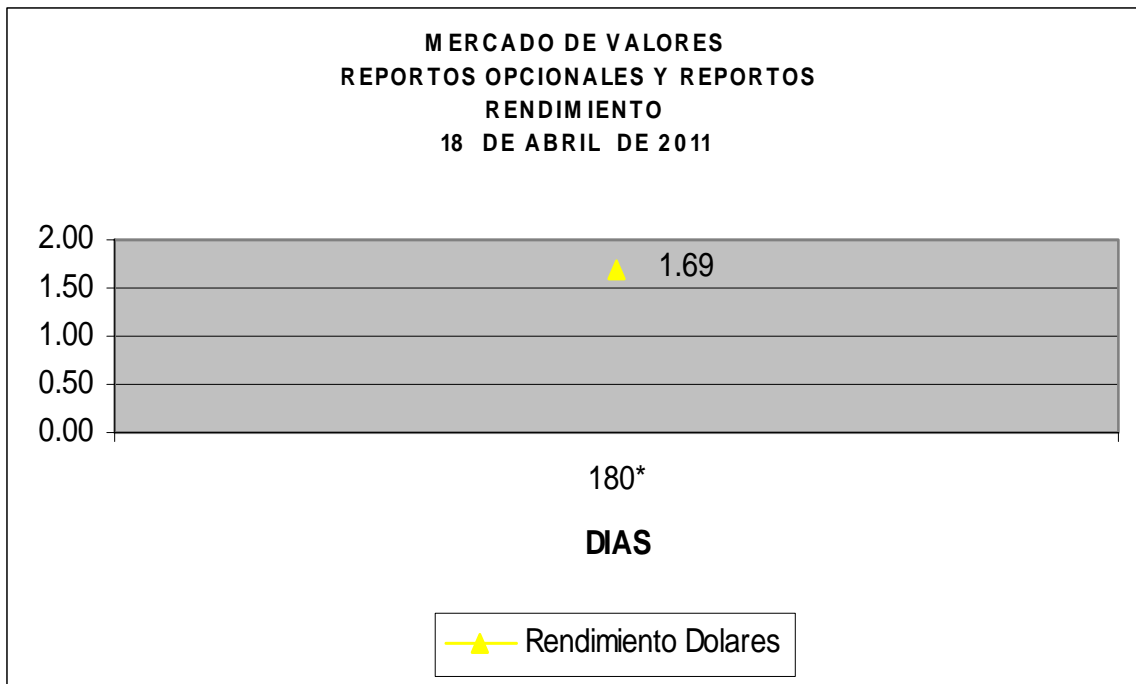 MERCADO DE VALORES
REPORTOS OPCIONALES Y REPORTOS
RENDIMIENTO
18 DE ABRIL DE 2011
2.00
1.50
1.00
0.50
0.00
1.69
180*
DIAS
Rendimiento Dolares